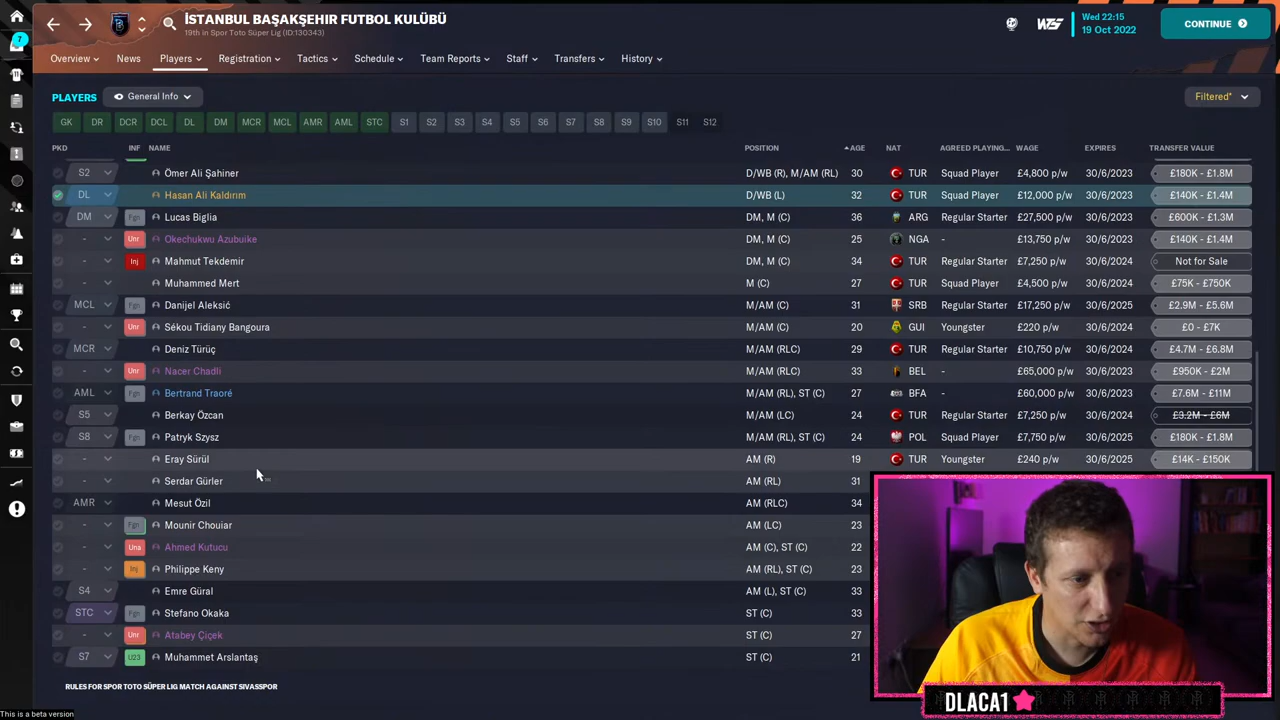 İSTANBUL BAŞAKŞEHIR FUTBOL KULÜBÜ
19th in Spor Toto Süper Lig (ID:130343)
Wed 22:15
19 Oct 2022
CONTINUE
7
Overview News Players Registration Tactics Schedule Team Reports Staff Transfers History
PLAYERS General Info Filtered*
GK DR DCR DCL DL DM MCR MCL AMR AML STC S1 S2 S3 S4 S5 S6 S7 S8 S9 S10 S11 S12
PKD INF NAME POSITION AGE NAT AGREED PLAYING... WAGE EXPIRES TRANSFER VALUE
S2 Ömer Ali Şahiner D/WB (R), M/AM (RL) 30 TUR Squad Player £4,800 p/w 30/6/2023 £180K - £1.8M
DL Hasan Ali Kaldırım D/WB (L) 32 TUR Squad Player £12,000 p/w 30/6/2023 £140K - £1.4M
DM Fgn Lucas Biglia DM, M (C) 36 ARG Regular Starter £27,500 p/w 30/6/2023 £600K - £1.3M
- Unr Okechukwu Azubuike DM, M (C) 25 NGA - £13,750 p/w 30/6/2023 £140K - £1.4M
- Inj Mahmut Tekdemir DM, M (C) 34 TUR Regular Starter £7,250 p/w 30/6/2023 Not for Sale
- Muhammed Mert M (C) 27 TUR Squad Player £4,500 p/w 30/6/2023 £75K - £750K
MCL Fgn Danijel Aleksić M/AM (C) 31 SRB Regular Starter £17,250 p/w 30/6/2025 £2.9M - £5.6M
- Unr Sékou Tidiany Bangoura M/AM (C) 20 GUI Youngster £220 p/w 30/6/2024 £0 - £7K
MCR Deniz Türüç M/AM (RLC) 29 TUR Regular Starter £10,750 p/w 30/6/2024 £4.7M - £6.8M
- Unr Nacer Chadli M/AM (RLC) 33 BEL - £65,000 p/w 30/6/2023 £950K - £2M
AML Fgn Bertrand Traoré M/AM (RL), ST (C) 27 BFA - £60,000 p/w 30/6/2023 £7.6M - £11M
S5 Berkay Özcan M/AM (LC) 24 TUR Regular Starter £7,250 p/w 30/6/2024 £3.2M - £6M
S8 Fgn Patryk Szysz M/AM (RL), ST (C) 24 POL Squad Player £7,750 p/w 30/6/2025 £180K - £1.8M
- Eray Sürül AM (R) 19 TUR Youngster £240 p/w 30/6/2025 £14K - £150K
- Serdar Gürler AM (RL) 31
AMR Mesut Özil AM (RLC) 34
- Fgn Mounir Chouiar AM (LC) 23
- Una Ahmed Kutucu AM (C), ST (C) 22
- Inj Philippe Keny AM (RL), ST (C) 23
S4 Emre Güral AM (L), ST (C) 33
STC Fgn Stefano Okaka ST (C) 33
- Unr Atabey Çiçek ST (C) 27
S7 U23 Muhammet Arslantaş ST (C) 21
RULES FOR SPOR TOTO SÜPER LIG MATCH AGAINST SIVASSPOR
This is a beta version
DLACA1